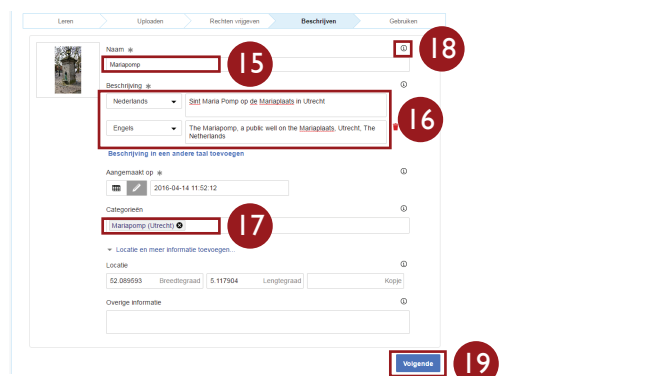 Leren Uploaden Rechten vrijgeven Beschrijven Gebruiken
Naam ∗ 18
Mariapomp 15
Beschrijving ∗
Nederlands Sint Maria Pomp op de Mariaplaats in Utrecht
16
Engels The Mariapomp, a public well on the Mariaplaats, Utrecht, The
Netherlands
Beschrijving in een andere taal toevoegen
Aangemaakt op ∗
2016-04-14 11:52:12
Categorieën
Mariapomp (Utrecht) 17
Locatie en meer informatie toevoegen...
Locatie
52.089593 Breedtegraad 5.117904 Lengtegraad Kopje
Overige informatie
Volgende 19